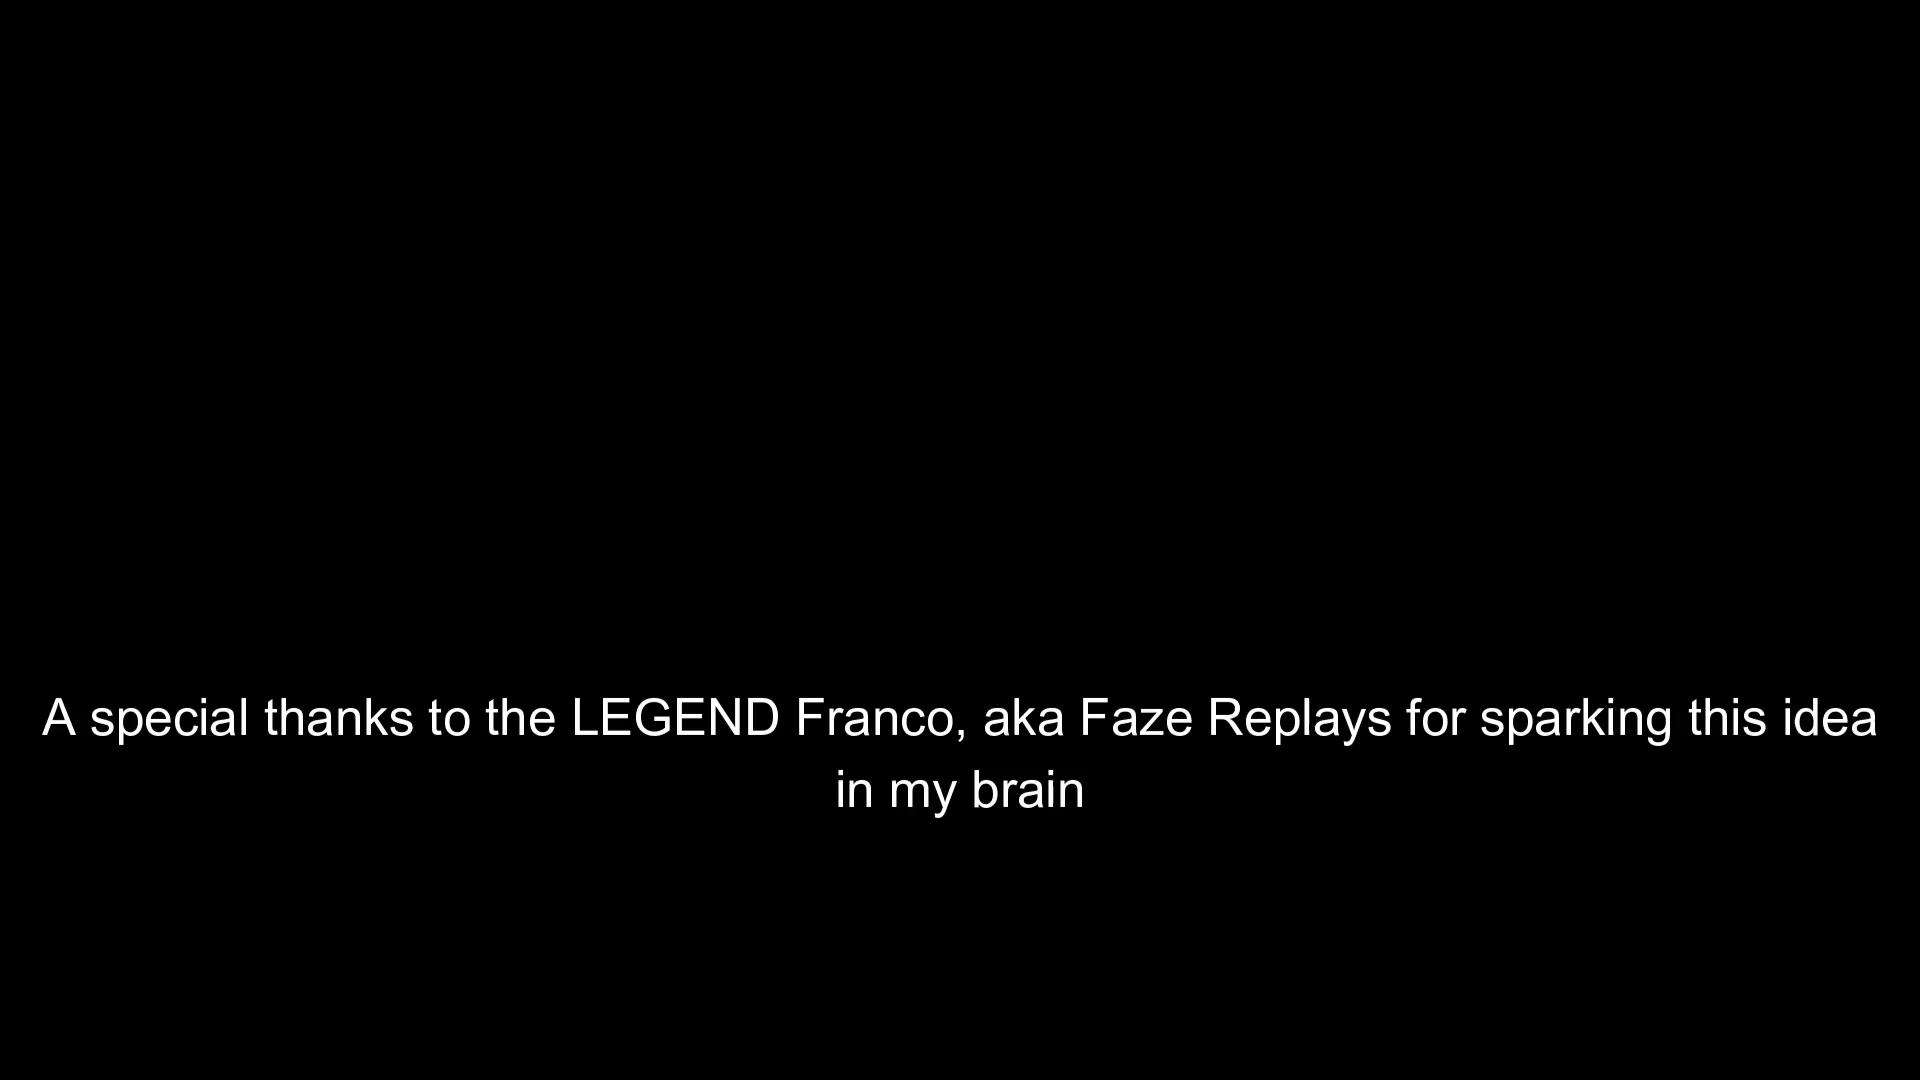 A special thanks to the LEGEND Franco, aka Faze Replays for sparking this idea
in my brain